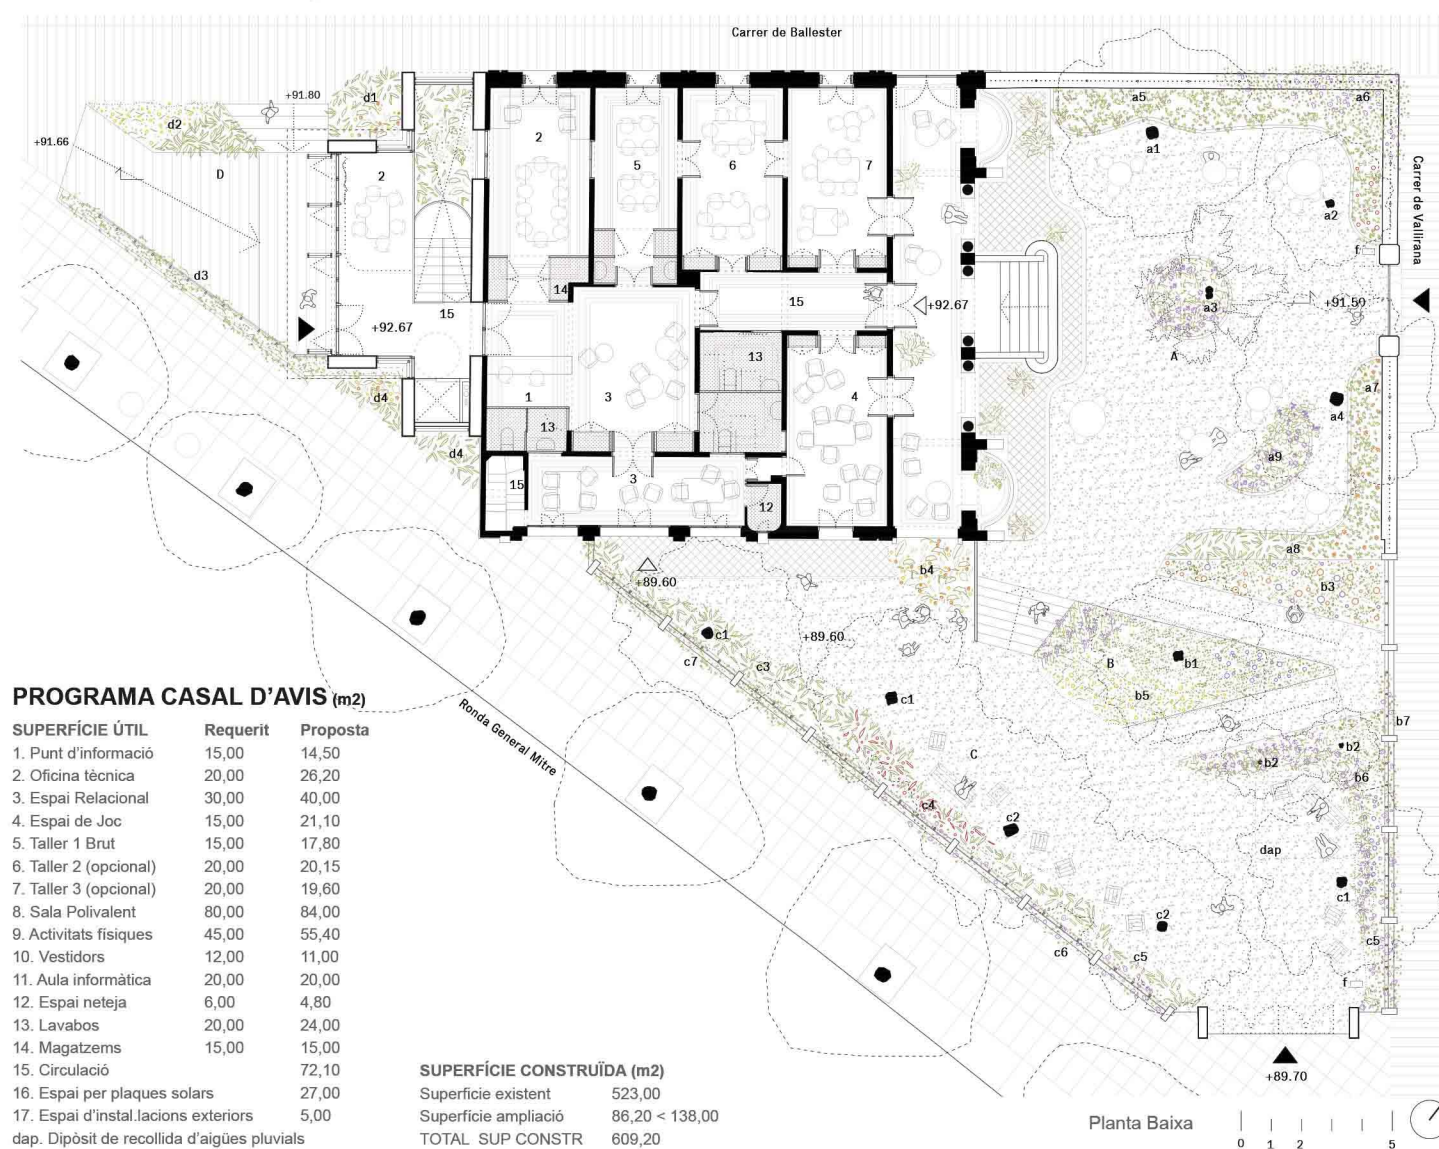 Carrer de Ballester
+91.80
d1
a5
a6
d2
+91.66
a1
D
2
2
5
6
7
Carrer de Vallirana
a2
f
d3
14
15
+92.67
15
+92.67
a3
+91.50
A
13
a7
d4
1
3
4
a4
13
d4
a9
15
3
12
a8
+89.60
b4
b3
c1
+89.60
c7
c3
B
b1
b5
c1
b7
Ronda General Mitre
b2
C
b2
b6
c4
c2
dap
c1
c2
c6
c5
c5
f
+89.70
PROGRAMA CASAL D'AVIS (m2)
SUPERFÍCIE ÚTIL Requerit Proposta
1. Punt d'informació 15,00 14,50
2. Oficina tècnica 20,00 26,20
3. Espai Relacional 30,00 40,00
4. Espai de Joc 15,00 21,10
5. Taller 1 Brut 15,00 17,80
6. Taller 2 (opcional) 20,00 20,15
7. Taller 3 (opcional) 20,00 19,60
8. Sala Polivalent 80,00 84,00
9. Activitats físiques 45,00 55,40
10. Vestidors 12,00 11,00
11. Aula informàtica 20,00 20,00
12. Espai neteja 6,00 4,80
13. Lavabos 20,00 24,00
14. Magatzems 15,00 15,00
15. Circulació 72,10
16. Espai per plaques solars 27,00
17. Espai d'instal.lacions exteriors 5,00
dap. Dipòsit de recollida d'aigües pluvials
SUPERFÍCIE CONSTRUÏDA (m2)
Superfície existent 523,00
Superfície ampliació 86,20 < 138,00
TOTAL SUP CONSTR 609,20
Planta Baixa
0 1 2 5